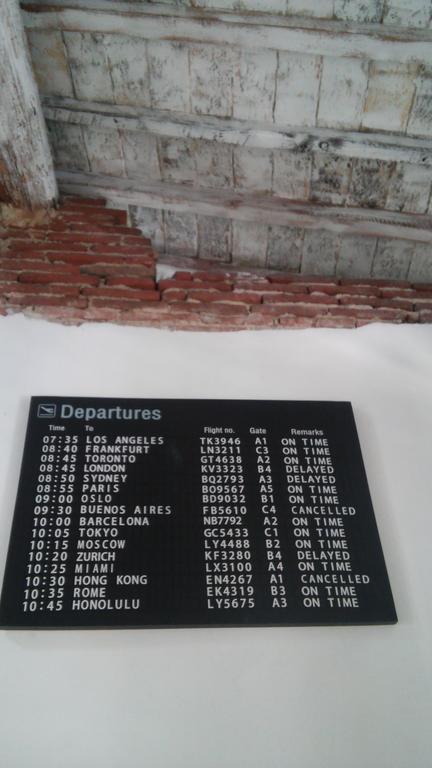 Departures
Time To Flight no. Gate Remarks
07:35 LOS ANGELES TK3946 A1 ON TIME
08:40 FRANKFURT LN3211 C3 ON TIME
08:45 TORONTO GT4638 A2 ON TIME
08:45 LONDON KV3323 B4 DELAYED
08:50 SYDNEY BQ2793 A3 DELAYED
08:55 PARIS BO9567 A5 ON TIME
09:00 OSLO BD9032 B1 ON TIME
09:30 BUENOS AIRES FB5610 C4 CANCELLED
10:00 BARCELONA NB7792 A2 ON TIME
10:05 TOKYO GC5433 C1 ON TIME
10:15 MOSCOW LY4488 B2 ON TIME
10:20 ZURICH KF3280 B4 DELAYED
10:25 MIAMI LX3100 A4 ON TIME
10:30 HONG KONG EN4267 A1 CANCELLED
10:35 ROME EK4319 B3 ON TIME
10:45 HONOLULU LY5675 A3 ON TIME